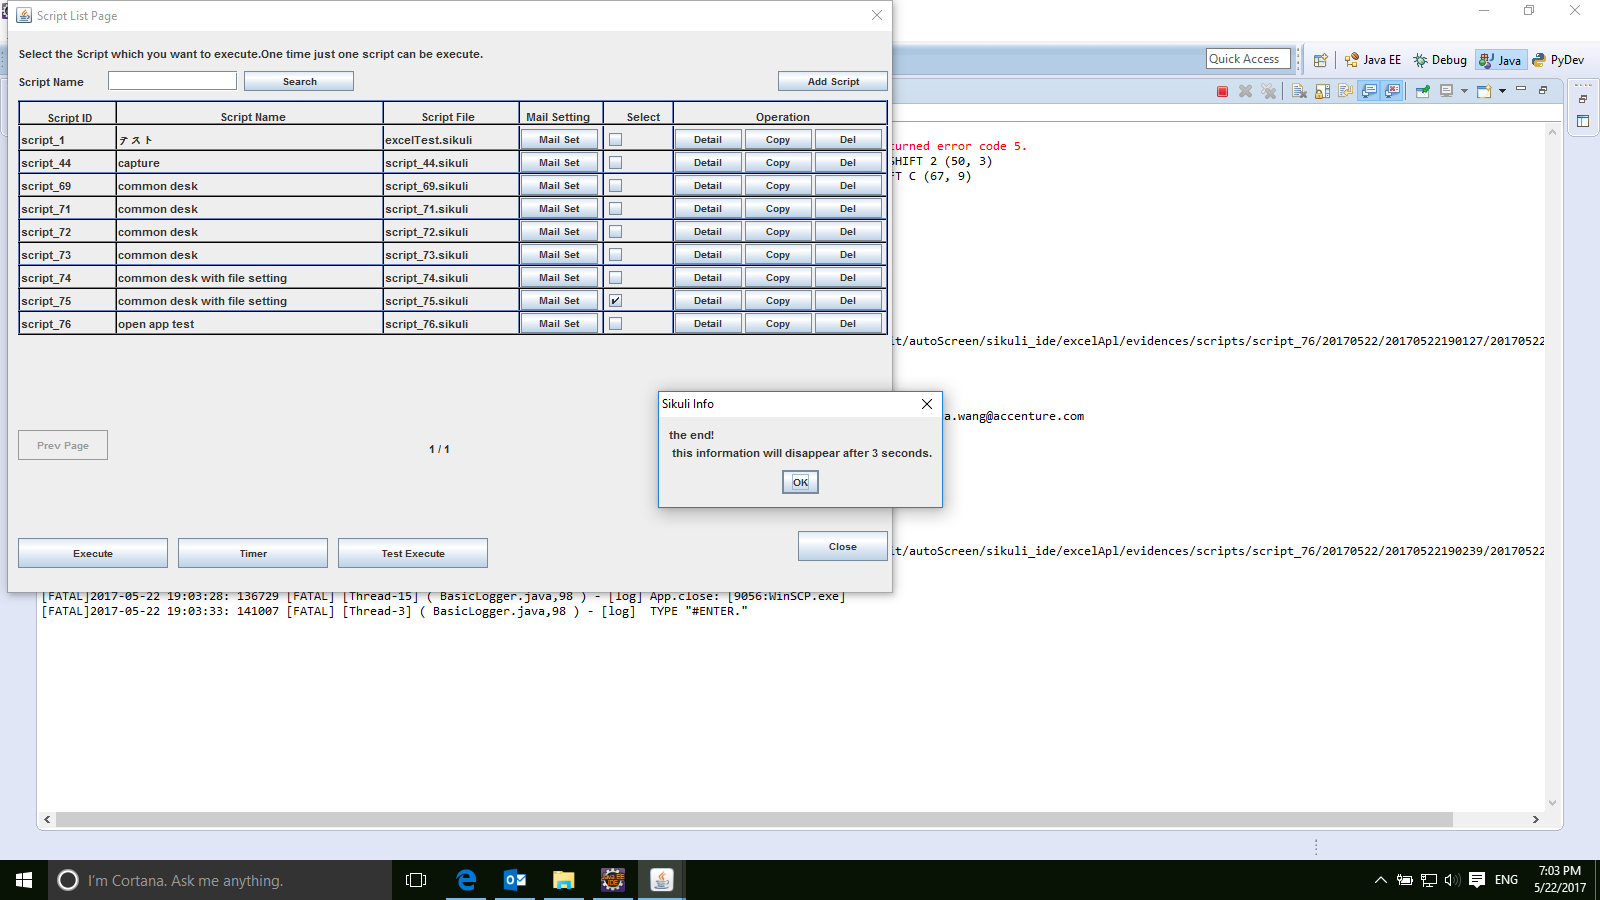 Script List Page
Select the Script which you want to execute.One time just one script can be execute.
Script Name Search Add Script
Script ID Script Name Script File Mail Setting Select Operation
script_1 テスト excelTest.sikuli Mail Set Detail Copy Del
script_44 capture script_44.sikuli Mail Set Detail Copy Del
script_69 common desk script_69.sikuli Mail Set Detail Copy Del
script_71 common desk script_71.sikuli Mail Set Detail Copy Del
script_72 common desk script_72.sikuli Mail Set Detail Copy Del
script_73 common desk script_73.sikuli Mail Set Detail Copy Del
script_74 common desk with file setting script_74.sikuli Mail Set Detail Copy Del
script_75 common desk with file setting script_75.sikuli Mail Set Detail Copy Del
script_76 open app test script_76.sikuli Mail Set Detail Copy Del
Prev Page 1 / 1
Execute Timer Test Execute Close
Sikuli Info
the end!
this information will disappear after 3 seconds.
OK
Quick Access Java EE Debug Java PyDev
urned error code 5.
SHIFT 2 (50, 3)
FT C (67, 9)
it/autoScreen/sikuli_ide/excelApl/evidences/scripts/script_76/20170522/20170522190127/20170522
a.wang@accenture.com
it/autoScreen/sikuli_ide/excelApl/evidences/scripts/script_76/20170522/20170522190239/20170522
[FATAL]2017-05-22 19:03:28: 136729 [FATAL] [Thread-15] ( BasicLogger.java,98 ) - [log] App.close: [9056:WinSCP.exe]
[FATAL]2017-05-22 19:03:33: 141007 [FATAL] [Thread-3] ( BasicLogger.java,98 ) - [log]  TYPE "#ENTER."
I'm Cortana. Ask me anything.
ENG
7:03 PM
5/22/2017